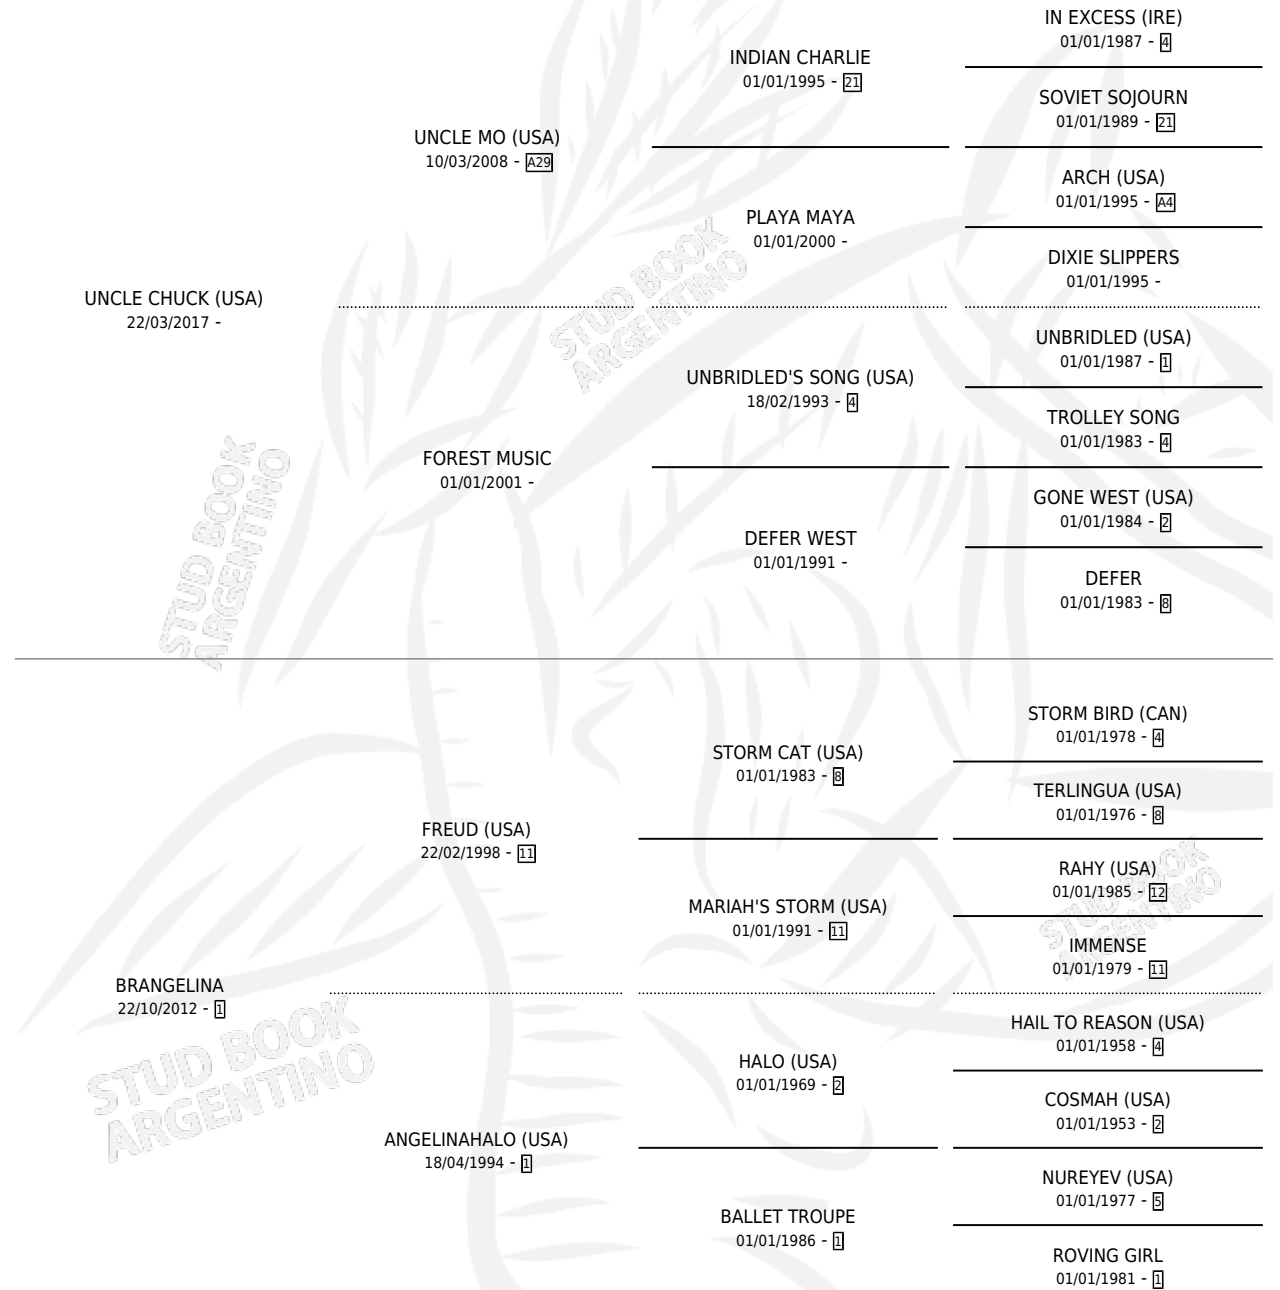 IN EXCESS (IRE)
01/01/1987 - 4
INDIAN CHARLIE
01/01/1995 - 21
SOVIET SOJOURN
01/01/1989 - 21
UNCLE MO (USA)
10/03/2008 - A29
ARCH (USA)
01/01/1995 - A4
PLAYA MAYA
01/01/2000 -
DIXIE SLIPPERS
01/01/1995 -
UNCLE CHUCK (USA)
22/03/2017 -
UNBRIDLED (USA)
01/01/1987 - 1
UNBRIDLED'S SONG (USA)
18/02/1993 - 4
TROLLEY SONG
01/01/1983 - 4
FOREST MUSIC
01/01/2001 -
GONE WEST (USA)
01/01/1984 - 2
DEFER WEST
01/01/1991 -
DEFER
01/01/1983 - 8
STORM BIRD (CAN)
01/01/1978 - 4
STORM CAT (USA)
01/01/1983 - 8
TERLINGUA (USA)
01/01/1976 - 8
FREUD (USA)
22/02/1998 - 11
RAHY (USA)
01/01/1985 - 12
MARIAH'S STORM (USA)
01/01/1991 - 11
IMMENSE
01/01/1979 - 11
BRANGELINA
22/10/2012 - 1
HAIL TO REASON (USA)
01/01/1958 - 4
HALO (USA)
01/01/1969 - 2
COSMAH (USA)
01/01/1953 - 2
ANGELINAHALO (USA)
18/04/1994 - 1
NUREYEV (USA)
01/01/1977 - 5
BALLET TROUPE
01/01/1986 - 1
ROVING GIRL
01/01/1981 - 1
STUD BOOK
ARGENTINO
STUD BOOK
ARGENTINO
STUD BOOK
ARGENTINO
STUD BOOK
ARGENTINO